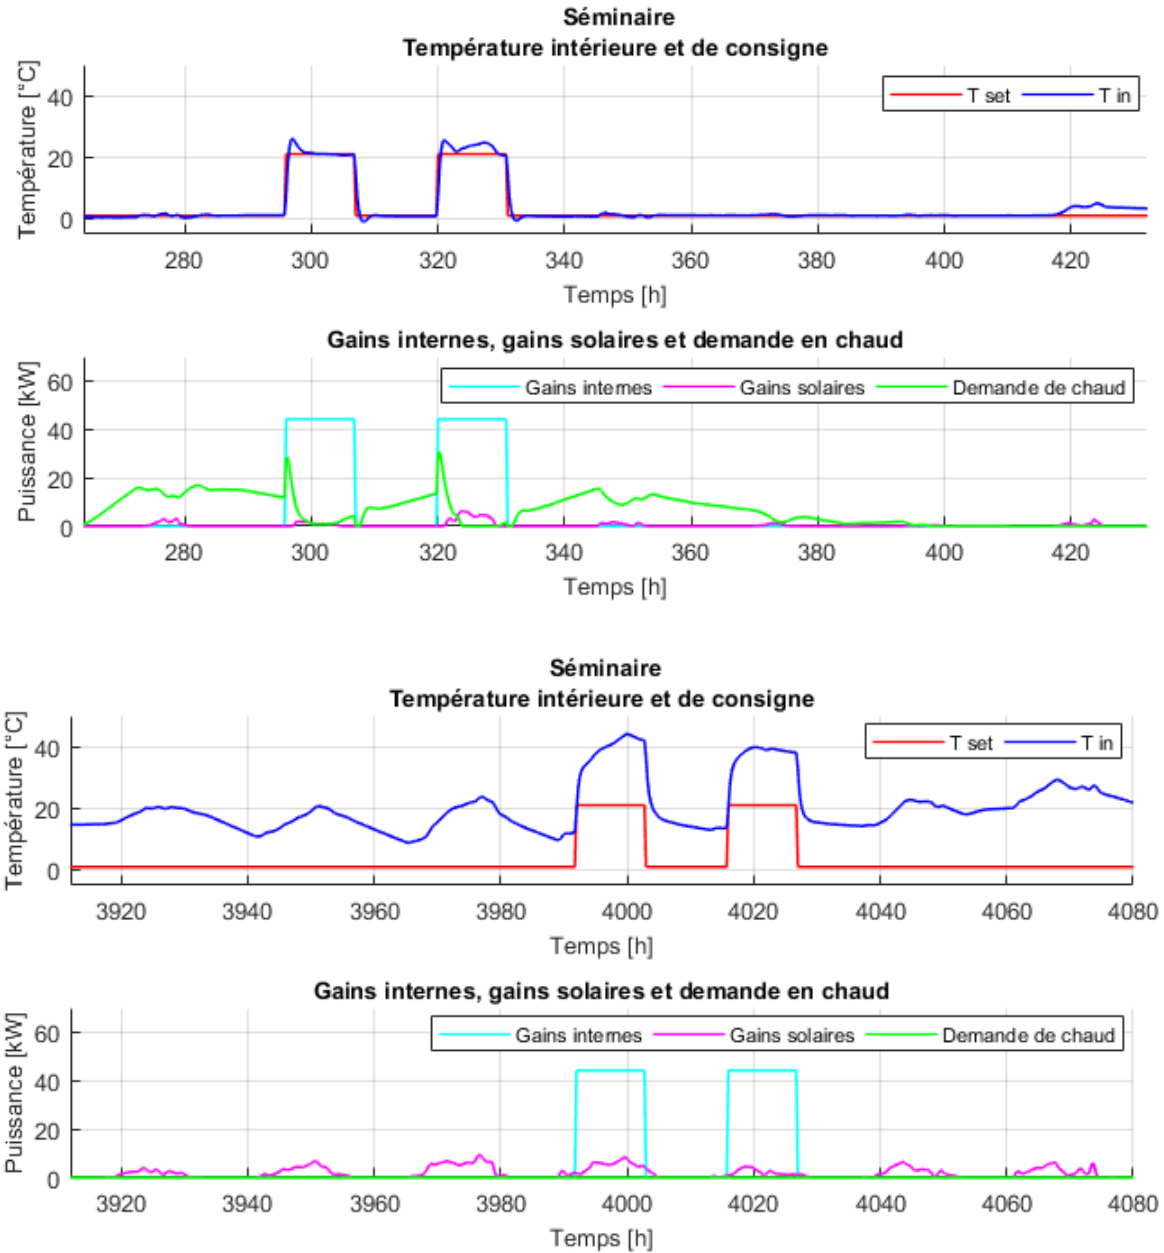 Séminaire
Température intérieure et de consigne
Température [°C]
40
20
0
T set
T in
280 300 320 340 360 380 400 420
Temps [h]
Gains internes, gains solaires et demande en chaud
Puissance [kW]
60
40
20
0
Gains internes
Gains solaires
Demande de chaud
280 300 320 340 360 380 400 420
Temps [h]
Séminaire
Température intérieure et de consigne
Température [°C]
40
20
0
T set
T in
3920 3940 3960 3980 4000 4020 4040 4060 4080
Temps [h]
Gains internes, gains solaires et demande en chaud
Puissance [kW]
60
40
20
0
Gains internes
Gains solaires
Demande de chaud
3920 3940 3960 3980 4000 4020 4040 4060 4080
Temps [h]